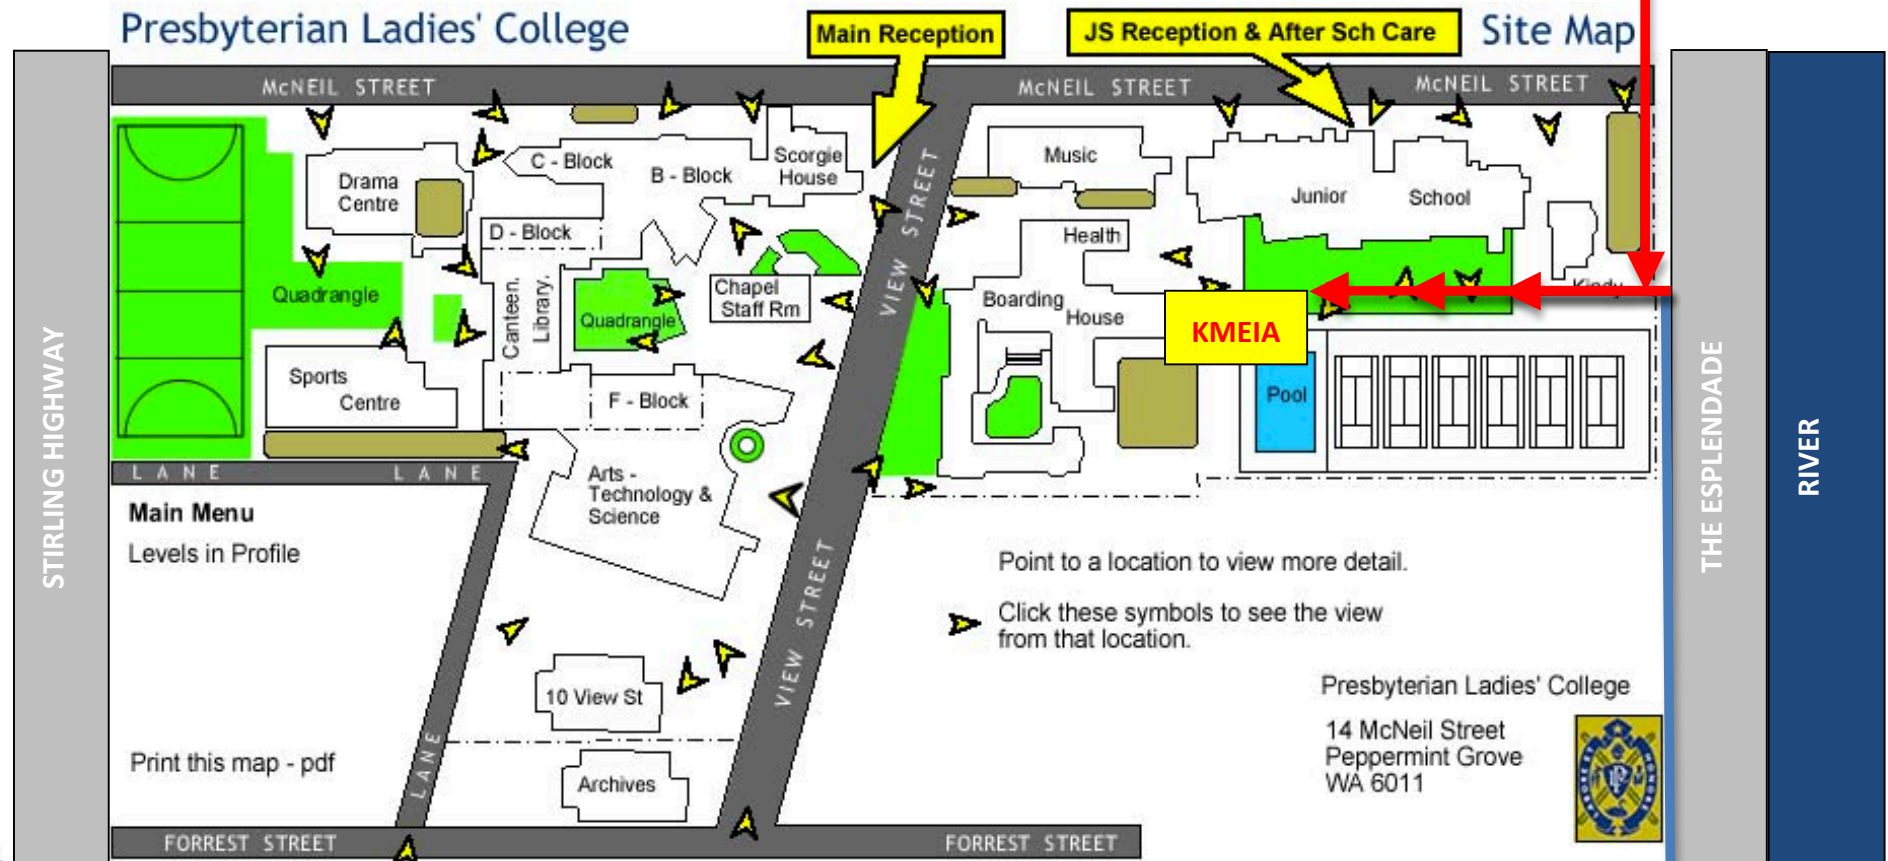 Presbyterian Ladies' College
Main Reception
JS Reception & After Sch Care
Site Map
McNEIL STREET
McNEIL STREET
McNEIL STREET
C - Block
B - Block
Scorgie
House
Music
Drama
Centre
Junior
School
D - Block
VIEW STREET
Health
Quadrangle
Canteen.
Library.
Quadrangle
Chapel
Staff Rm
Boarding
House
Kindy
KMEIA
Sports
Centre
F - Block
Pool
LANE
LANE
Arts -
Technology &
Science
STIRLING HIGHWAY
THE ESPLENDADE
RIVER
Main Menu
Levels in Profile
VIEW STREET
Point to a location to view more detail.
Click these symbols to see the view
from that location.
10 View St
Presbyterian Ladies' College
14 McNeil Street
Peppermint Grove
WA 6011
Print this map - pdf
LANE
Archives
FORREST STREET
FORREST STREET